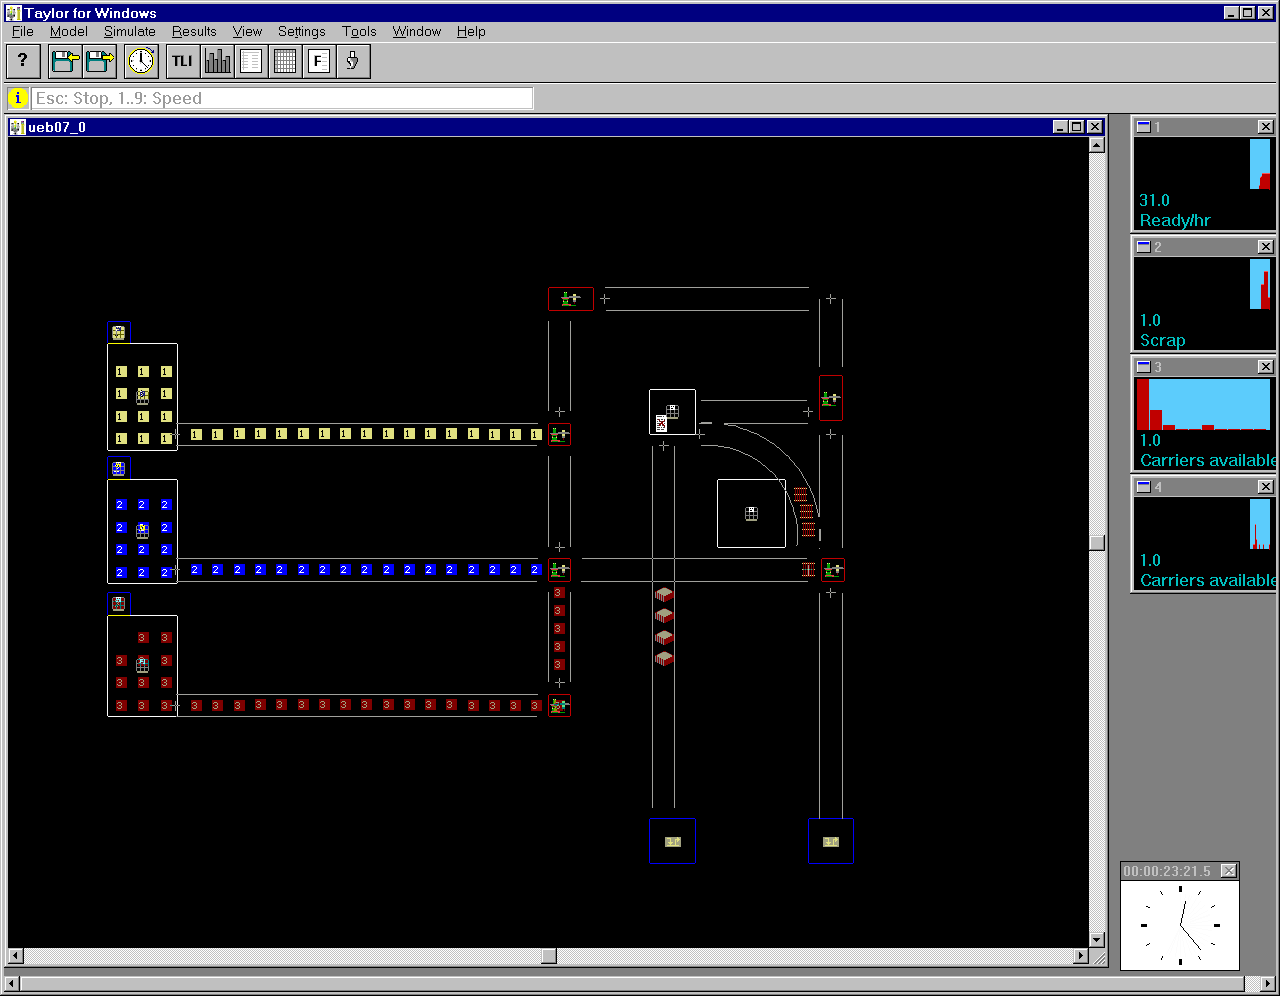 Taylor for Windows
File Model Simulate Results View Settings Tools Window Help
? TLI F
i Esc: Stop, 1..9: Speed
ueb07_0
1
31.0
Ready/hr
2
1.0
Scrap
3
1.0
Carriers available
4
1.0
Carriers available
1 1 1
1 1
1 1 1
1 1 1
1 1 1 1 1 1 1 1 1 1 1 1 1 1 1 1 1
2 2 2
2 2
2 2
2 2 2
2 2 2 2 2 2 2 2 2 2 2 2 2 2 2 2 2
3
3
3
3
3
3 3
3 3
3 3 3
3 3 3
3 3 3 3 3 3 3 3 3 3 3 3 3 3 3 3 3
00:00:23:21.5